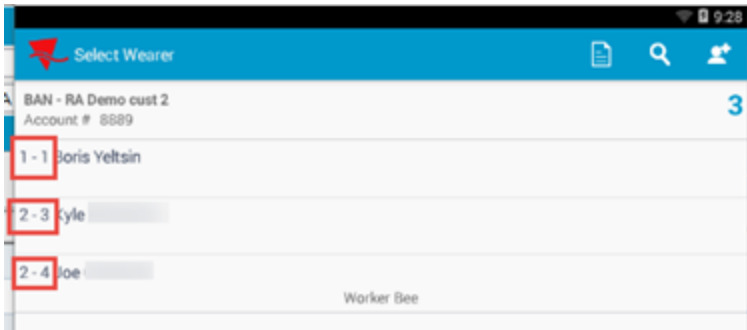 9:28
Select Wearer
BAN - RA Demo cust 2
3
Account # 8889
1 - 1 Boris Yeltsin
2 - 3 Kyle
2 - 4 Joe
Worker Bee